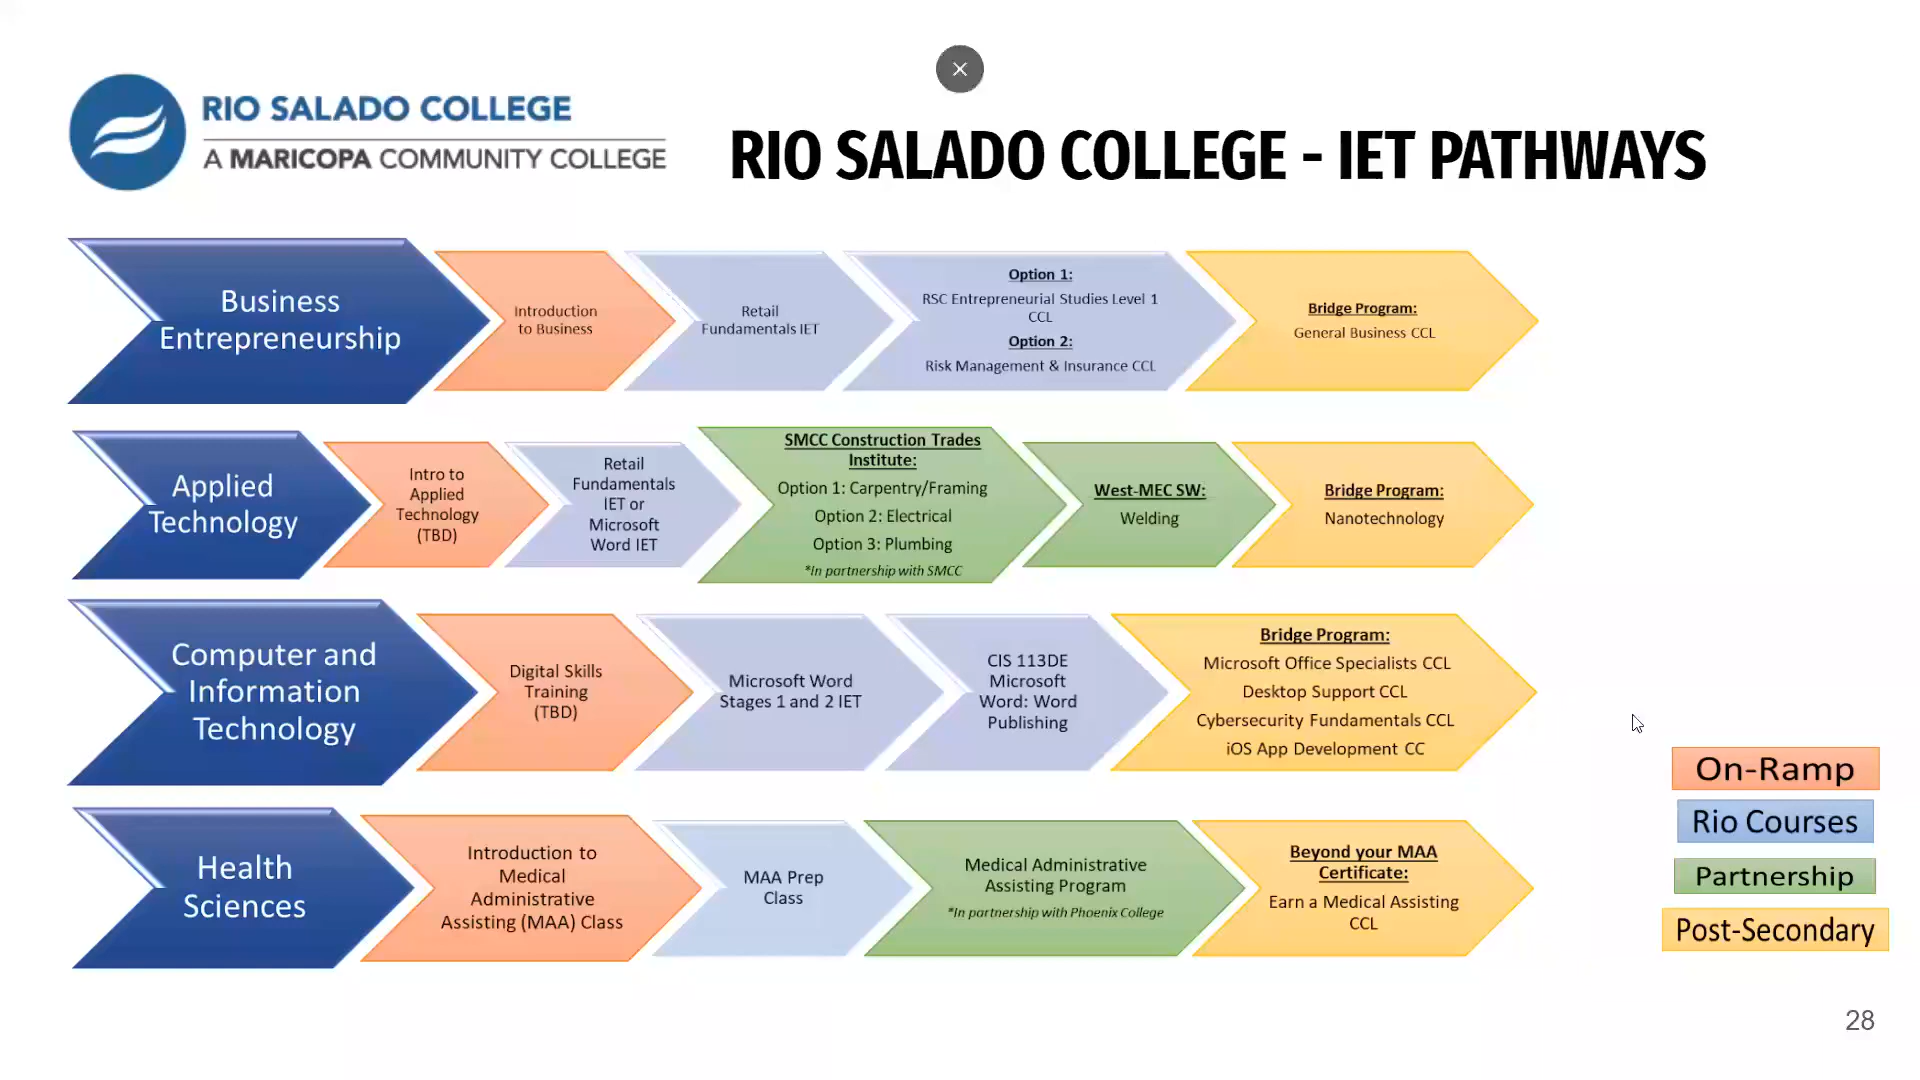 RIO SALADO COLLEGE
A MARICOPA COMMUNITY COLLEGE
RIO SALADO COLLEGE - IET PATHWAYS
Business
Entrepreneurship
Introduction
to Business
Retail
Fundamentals IET
Option 1:
RSC Entrepreneurial Studies Level 1
CCL
Option 2:
Risk Management & Insurance CCL
Bridge Program:
General Business CCL
Applied
Technology
Intro to
Applied
Technology
(TBD)
Retail
Fundamentals
IET or
Microsoft
Word IET
SMCC Construction Trades
Institute:
Option 1: Carpentry/Framing
Option 2: Electrical
Option 3: Plumbing
*In partnership with SMCC
West-MEC SW:
Welding
Bridge Program:
Nanotechnology
Computer and
Information
Technology
Digital Skills
Training
(TBD)
Microsoft Word
Stages 1 and 2 IET
CIS 113DE
Microsoft
Word: Word
Publishing
Bridge Program:
Microsoft Office Specialists CCL
Desktop Support CCL
Cybersecurity Fundamentals CCL
iOS App Development CC
Health
Sciences
Introduction to
Medical
Administrative
Assisting (MAA) Class
MAA Prep
Class
Medical Administrative
Assisting Program
*In partnership with Phoenix College
Beyond your MAA
Certificate:
Earn a Medical Assisting
CCL
On-Ramp
Rio Courses
Partnership
Post-Secondary
28